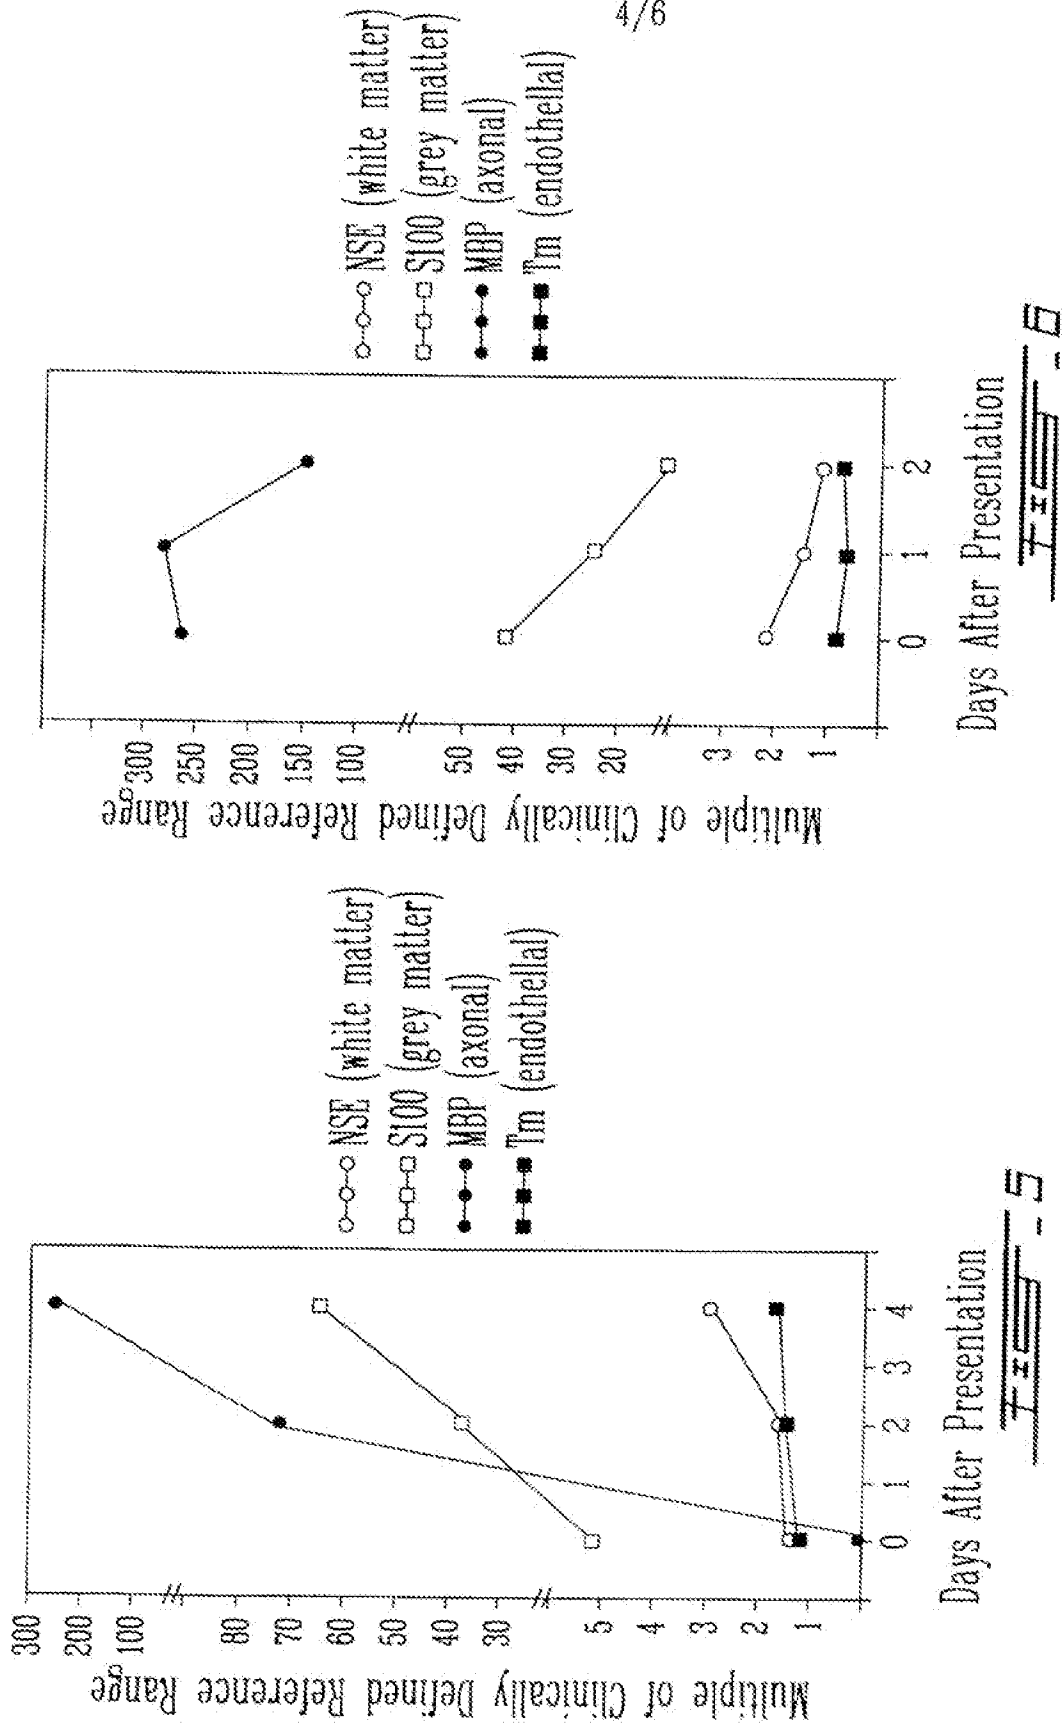 4/6
300
200
100
80
70
60
50
40
30
5
3
2
1
Multiple of Clinically Defined Reference Range
0 1 2 3 4
Days After Presentation
NSE (white matter)
S100 (grey matter)
MBP (axonal)
Tm (endothellal)
Fig-5
300
250
200
150
100
50
40
30
20
3
2
1
Multiple of Clinically Defined Reference Range
0 1 2
Days After Presentation
NSE (white matter)
S100 (grey matter)
MBP (axonal)
Tm (endothellal)
Fig-6